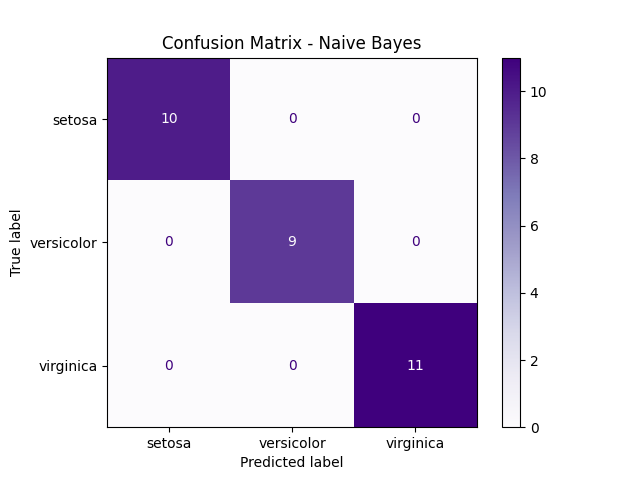 Confusion Matrix - Naive Bayes
True label
setosa 10 0 0
versicolor 0 9 0
virginica 0 0 11
setosa versicolor virginica
Predicted label
10
8
6
4
2
0